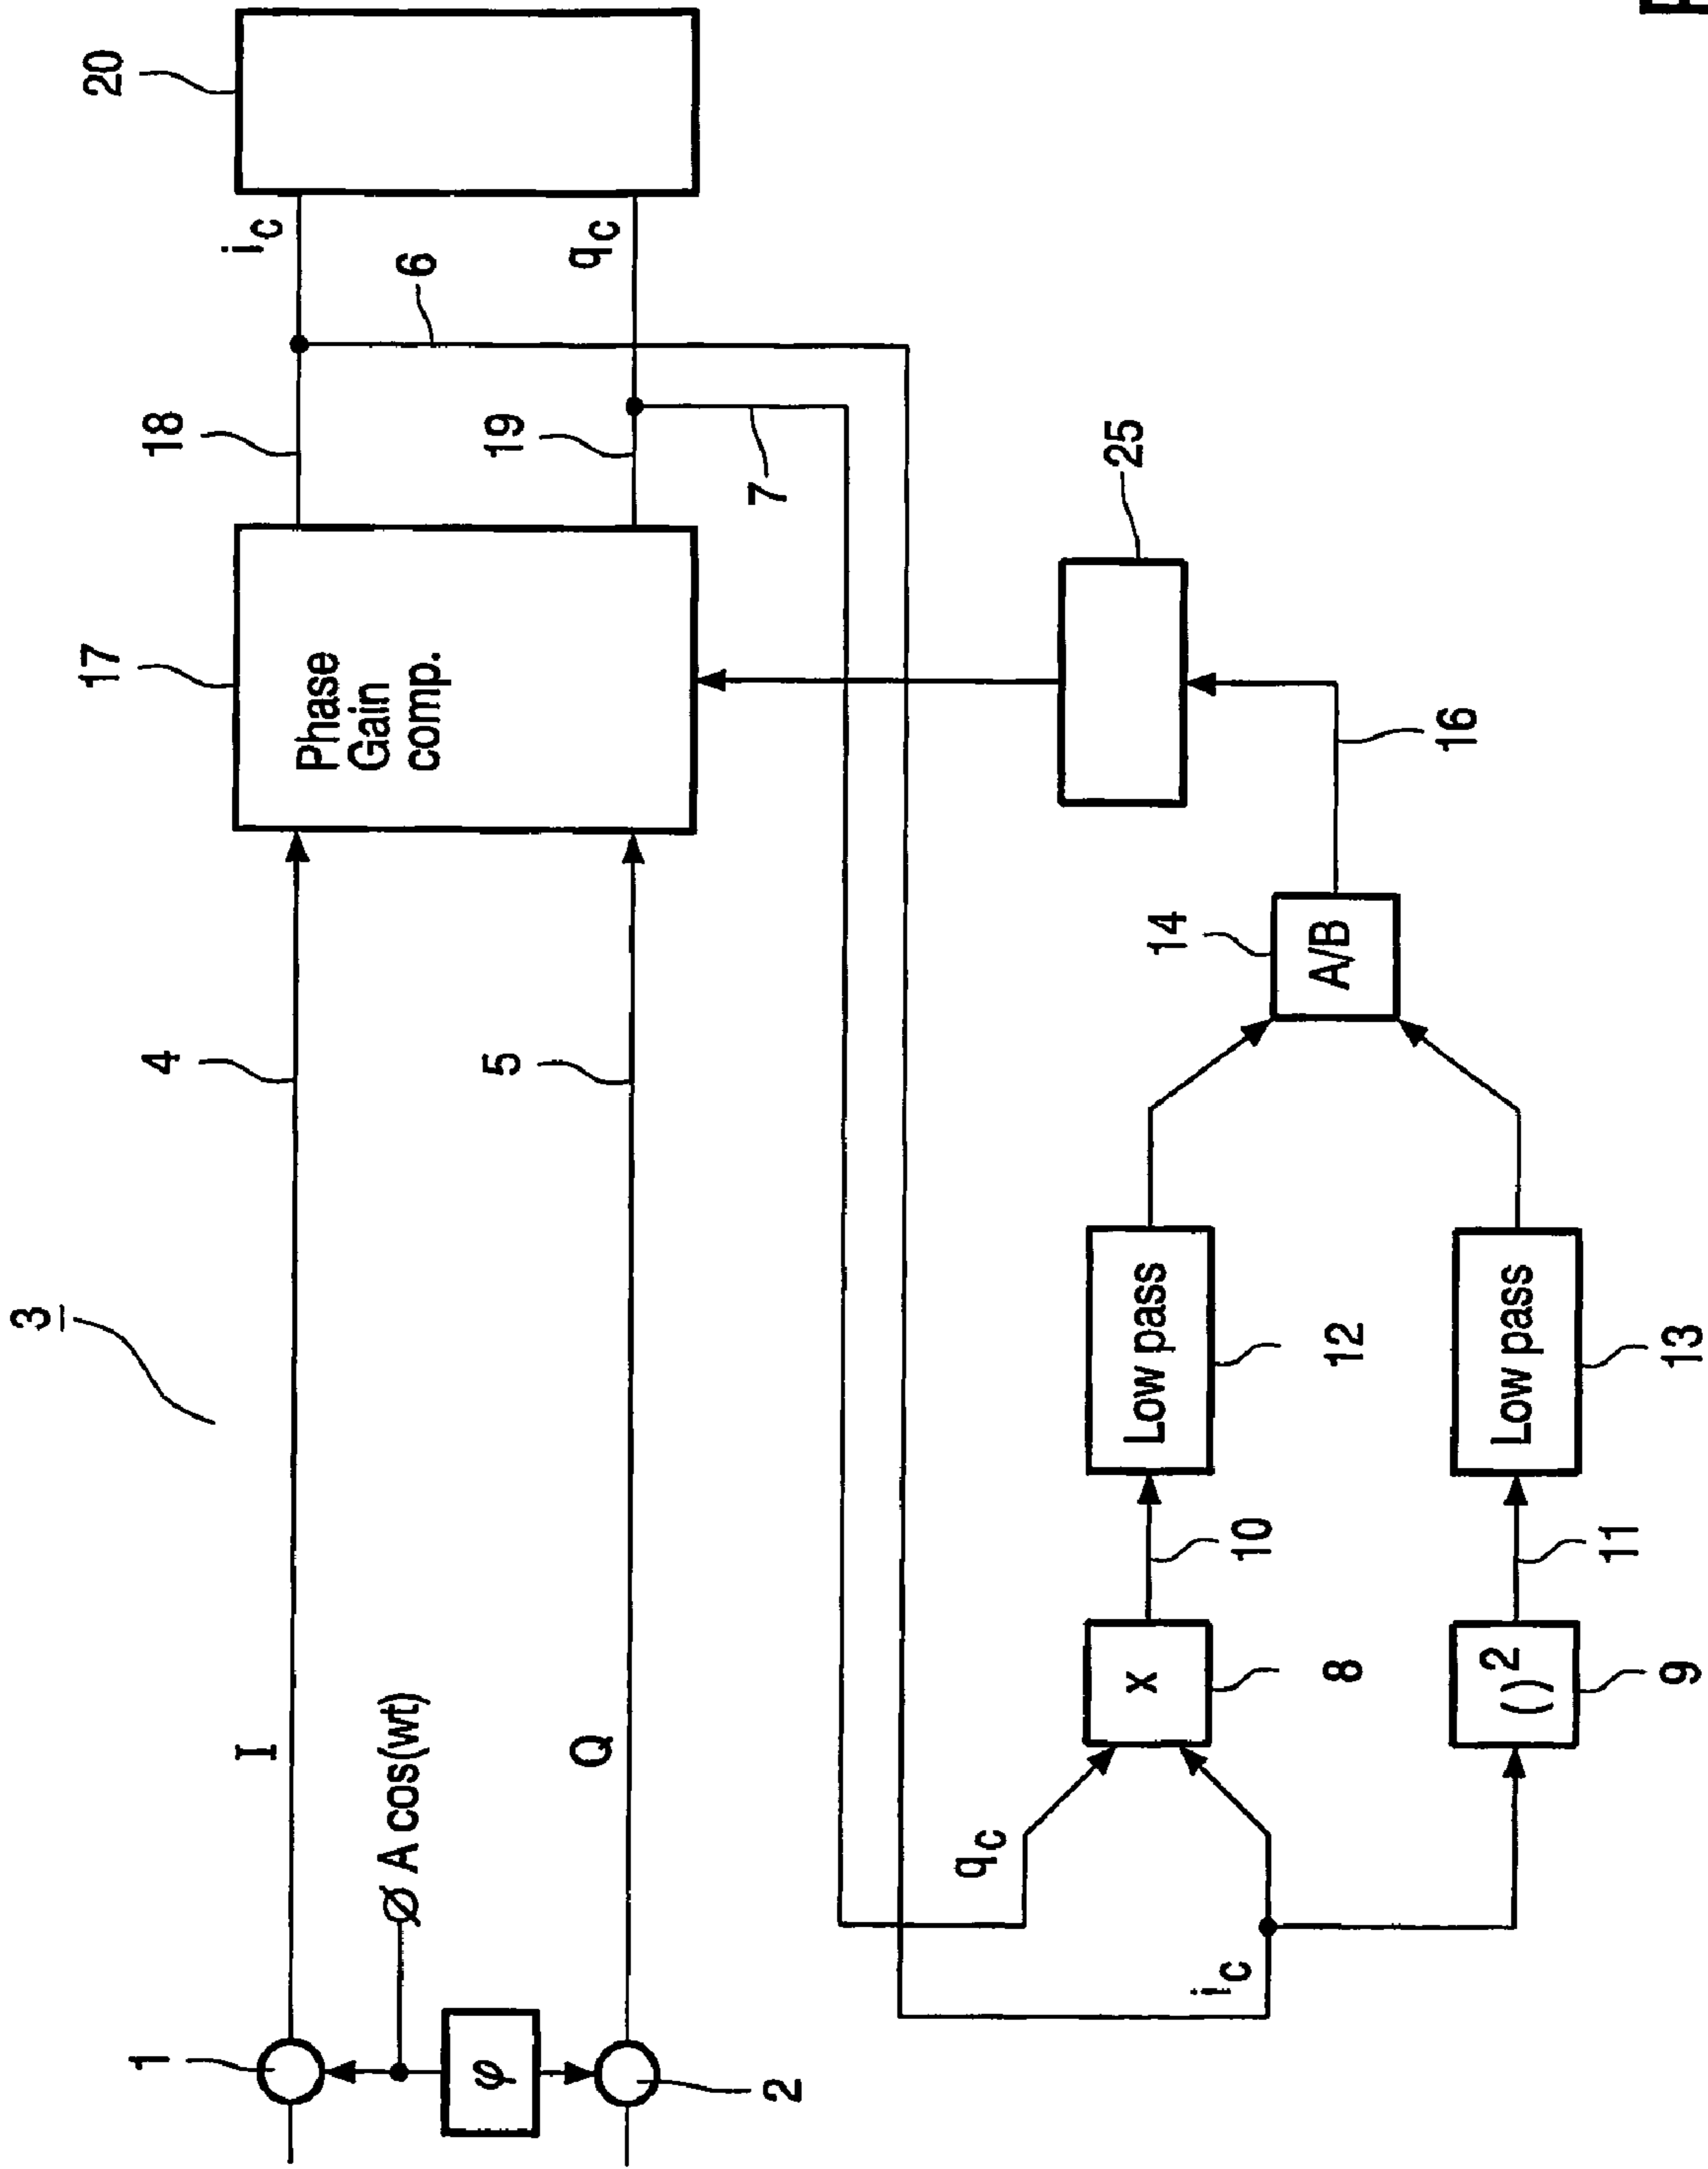 3
1
I
4
17
Phase
Gain
comp.
18
i_c
20
Ø A cos(wt)
φ
6
2
Q
5
19
q_c
7
25
q_c
i_c
x
8
10
Low pass
12
14
A/B
16
( )²
9
11
Low pass
13